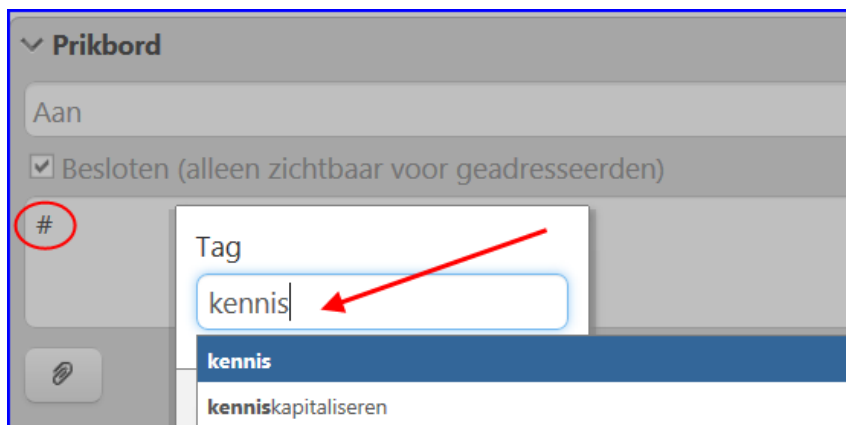 Prikbord
Aan
Besloten (alleen zichtbaar voor geadresseerden)
#
Tag
kennis
kennis
kenniskapitaliseren